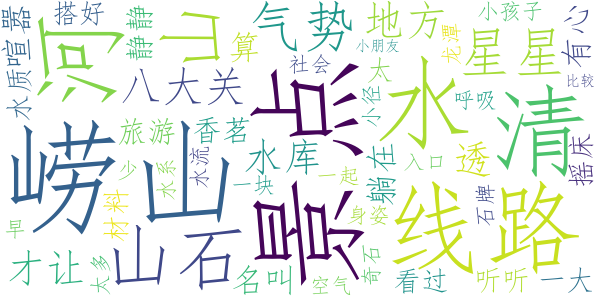 搭好
静静
喧嚣
水质
河
山
气势
算
地方
小朋友
社会
太
小径
龙潭
小孩子
星星
有心
比较
呼吸
八大关
崂山
旅游
香茗
水库
景点
水
清
少
水系
水流
一块
一起
躺在
入口
透
摇床
线路
石牌
早
材料
山石
身姿
奇石
才让
太多
名叫
空气
看过
听听
一大